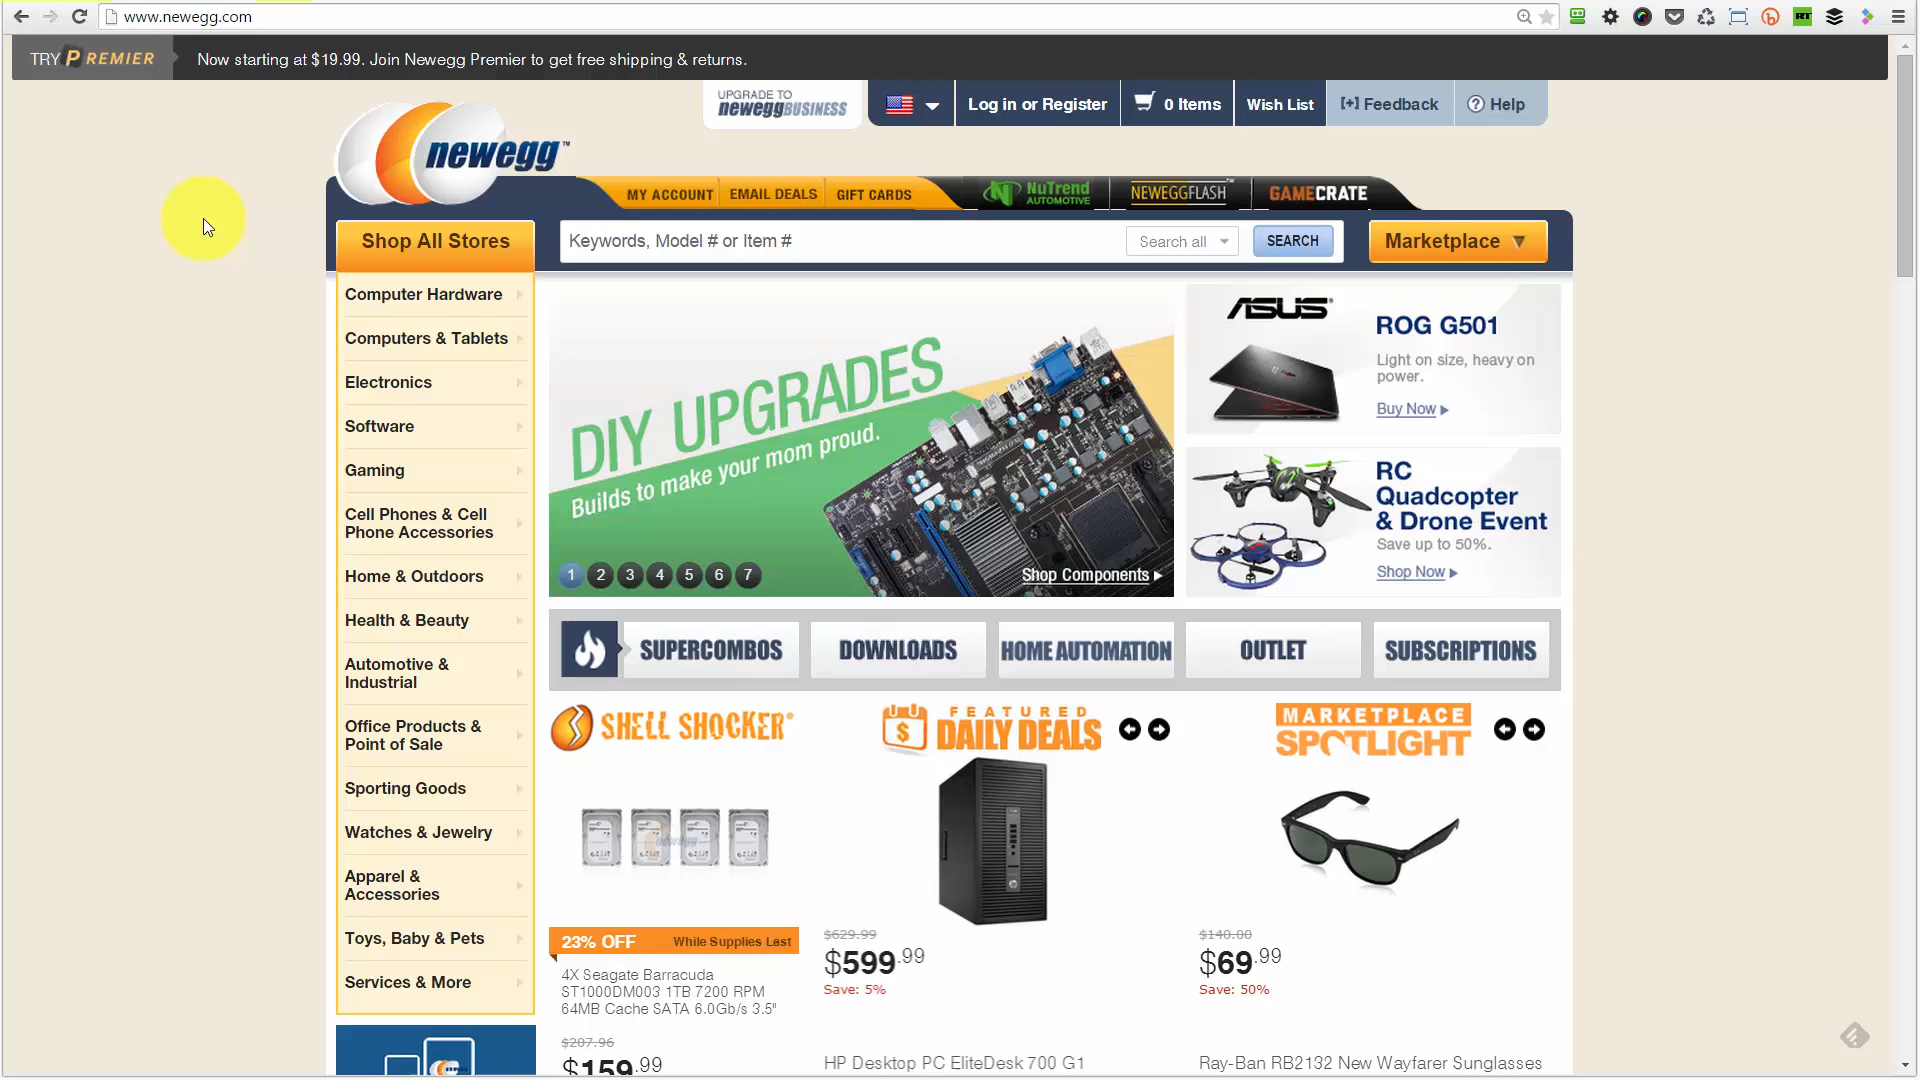 www.newegg.com
TRY PREMIER
Now starting at $19.99. Join Newegg Premier to get free shipping & returns.
UPGRADE TO
neweggBUSINESS
Log in or Register
0 Items
Wish List
[+] Feedback
? Help
newegg™
MY ACCOUNT
EMAIL DEALS
GIFT CARDS
NUTREND
AUTOMOTIVE
NEWEGGFLASH™
GAMECRATE
Shop All Stores
Keywords, Model # or Item #
Search all
SEARCH
Marketplace
Computer Hardware
Computers & Tablets
Electronics
Software
Gaming
Cell Phones & Cell
Phone Accessories
Home & Outdoors
Health & Beauty
Automotive &
Industrial
Office Products &
Point of Sale
Sporting Goods
Watches & Jewelry
Apparel &
Accessories
Toys, Baby & Pets
Services & More
DIY UPGRADES
Builds to make your mom proud.
1 2 3 4 5 6 7
Shop Components
ASUS
ROG G501
Light on size, heavy on
power.
Buy Now
RC
Quadcopter
& Drone Event
Save up to 50%.
Shop Now
SUPERCOMBOS
DOWNLOADS
HOME AUTOMATION
OUTLET
SUBSCRIPTIONS
SHELL SHOCKER®
23% OFF
While Supplies Last
4X Seagate Barracuda
ST1000DM003 1TB 7200 RPM
64MB Cache SATA 6.0Gb/s 3.5"
$207.96
$159.99
FEATURED
DAILY DEALS
$629.99
$599.99
Save: 5%
HP Desktop PC EliteDesk 700 G1
MARKETPLACE
SPOTLIGHT
$140.00
$69.99
Save: 50%
Ray-Ban RB2132 New Wayfarer Sunglasses